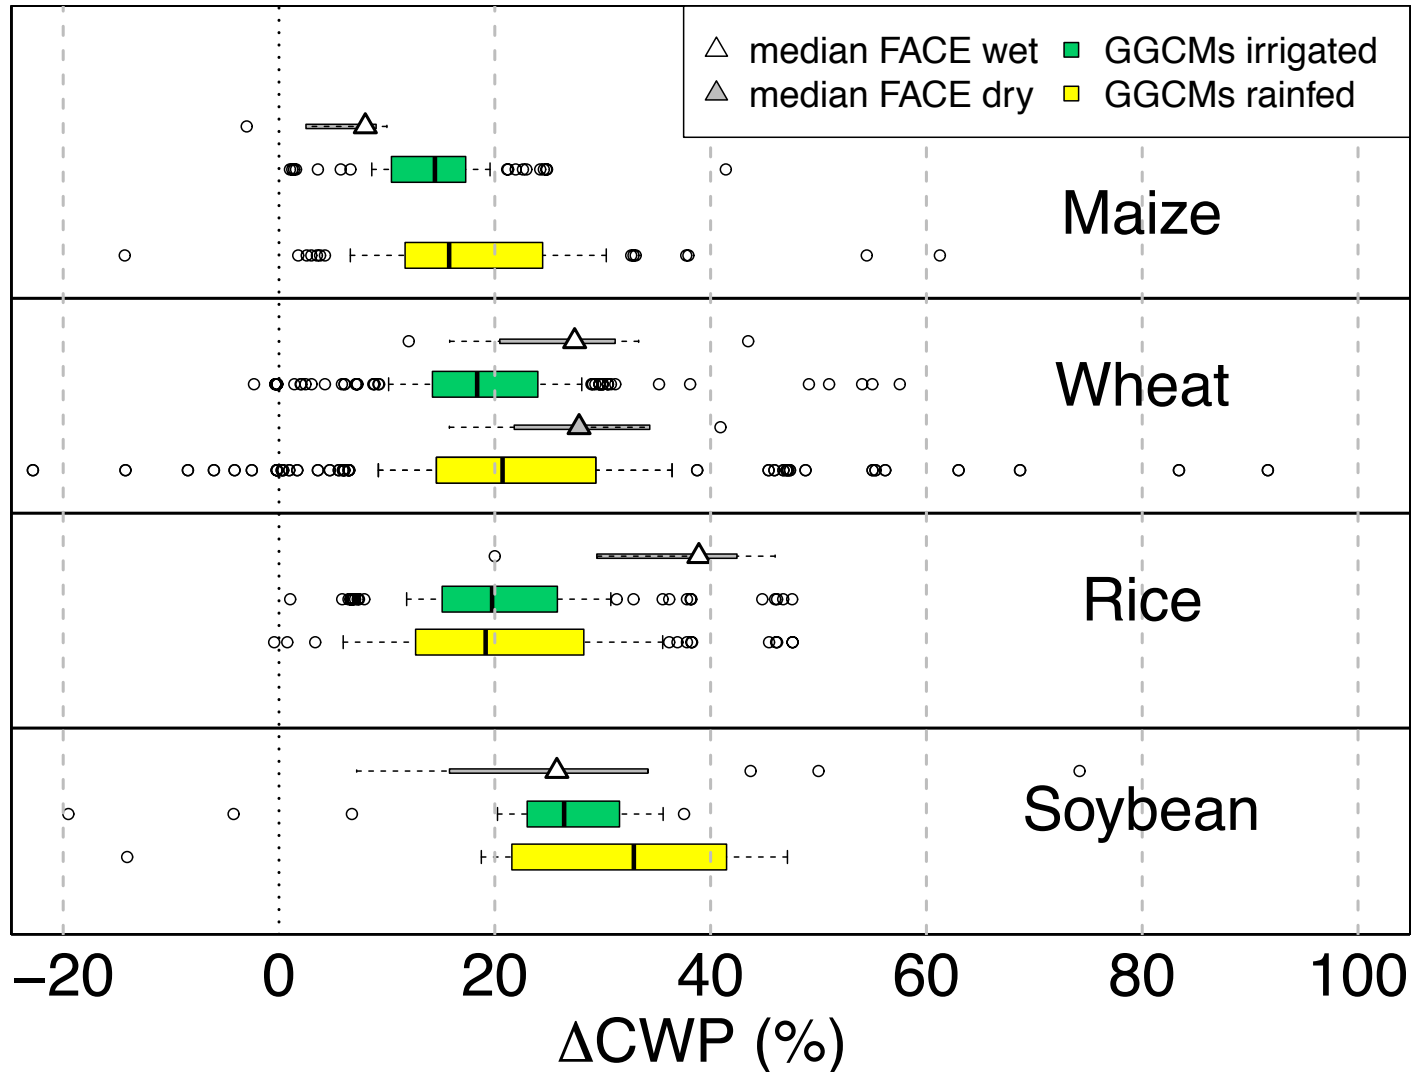 median FACE wet GGCMs irrigated
median FACE dry GGCMs rainfed
Maize
Wheat
Rice
Soybean
−20 0 20 40 60 80 100
ΔCWP (%)